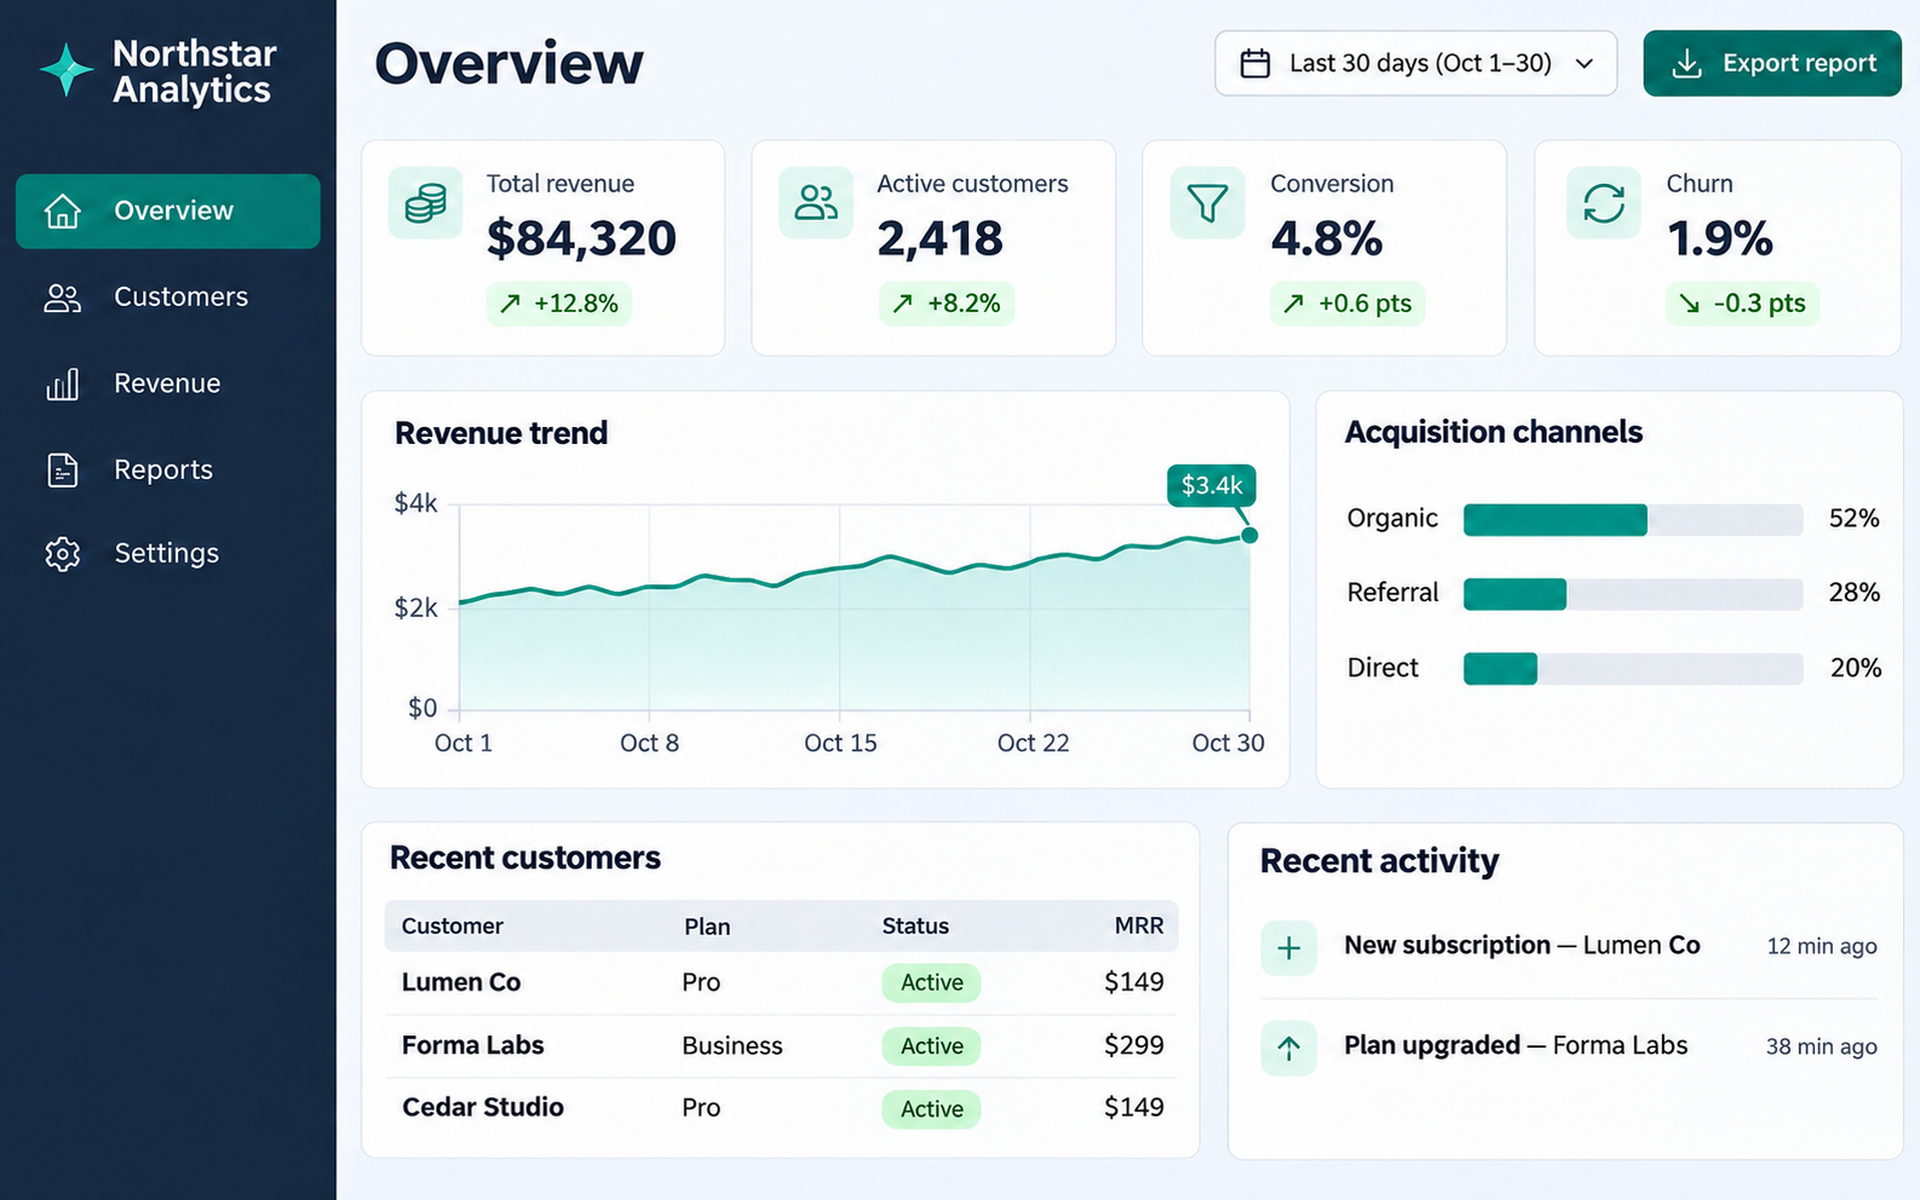 Northstar
Analytics
Overview
Customers
Revenue
Reports
Settings
Overview
Last 30 days (Oct 1–30)
Export report
Total revenue
$84,320
+12.8%
Active customers
2,418
+8.2%
Conversion
4.8%
+0.6 pts
Churn
1.9%
-0.3 pts
Revenue trend
$3.4k
$4k
$2k
$0
Oct 1 Oct 8 Oct 15 Oct 22 Oct 30
Acquisition channels
Organic 52%
Referral 28%
Direct 20%
Recent customers
Customer Plan Status MRR
Lumen Co Pro Active $149
Forma Labs Business Active $299
Cedar Studio Pro Active $149
Recent activity
New subscription — Lumen Co 12 min ago
Plan upgraded — Forma Labs 38 min ago